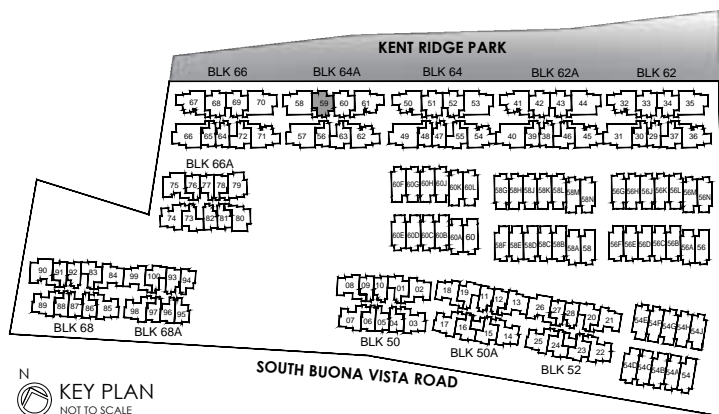 KENT RIDGE PARK
BLK 66 BLK 64A BLK 64 BLK 62A BLK 62
67 68 69 70 58 59 60 61 50 51 52 53 41 42 43 44 32 33 34 35
66 65 64 72 71 57 56 63 62 49 48 47 55 54 40 39 38 46 45 31 30 29 37 36
BLK 66A
75 76 77 78 79 60F 60G 60H 60J 60K 60L 58G 58H 58J 58K 58L 58M 58N 56G 56H 56J 56K 56L 56M 56N
74 73 82 81 80 60E 60D 60C 60B 60A 60 58F 58E 58D 58C 58B 58A 58 56F 56E 56D 56C 56B 56A 56
90 91 92 83 84 99 100 93 94 08 09 10 01 02 18 19 11 12 13 26 27 28 20 21 54E 54F 54G 54H 54J
89 88 87 86 85 98 97 96 95 07 06 05 04 03 17 16 15 14 25 24 23 22 54D 54C 54B 54A 54
BLK 68 BLK 68A BLK 50 BLK 50A BLK 52
SOUTH BUONA VISTA ROAD
N
KEY PLAN
NOT TO SCALE